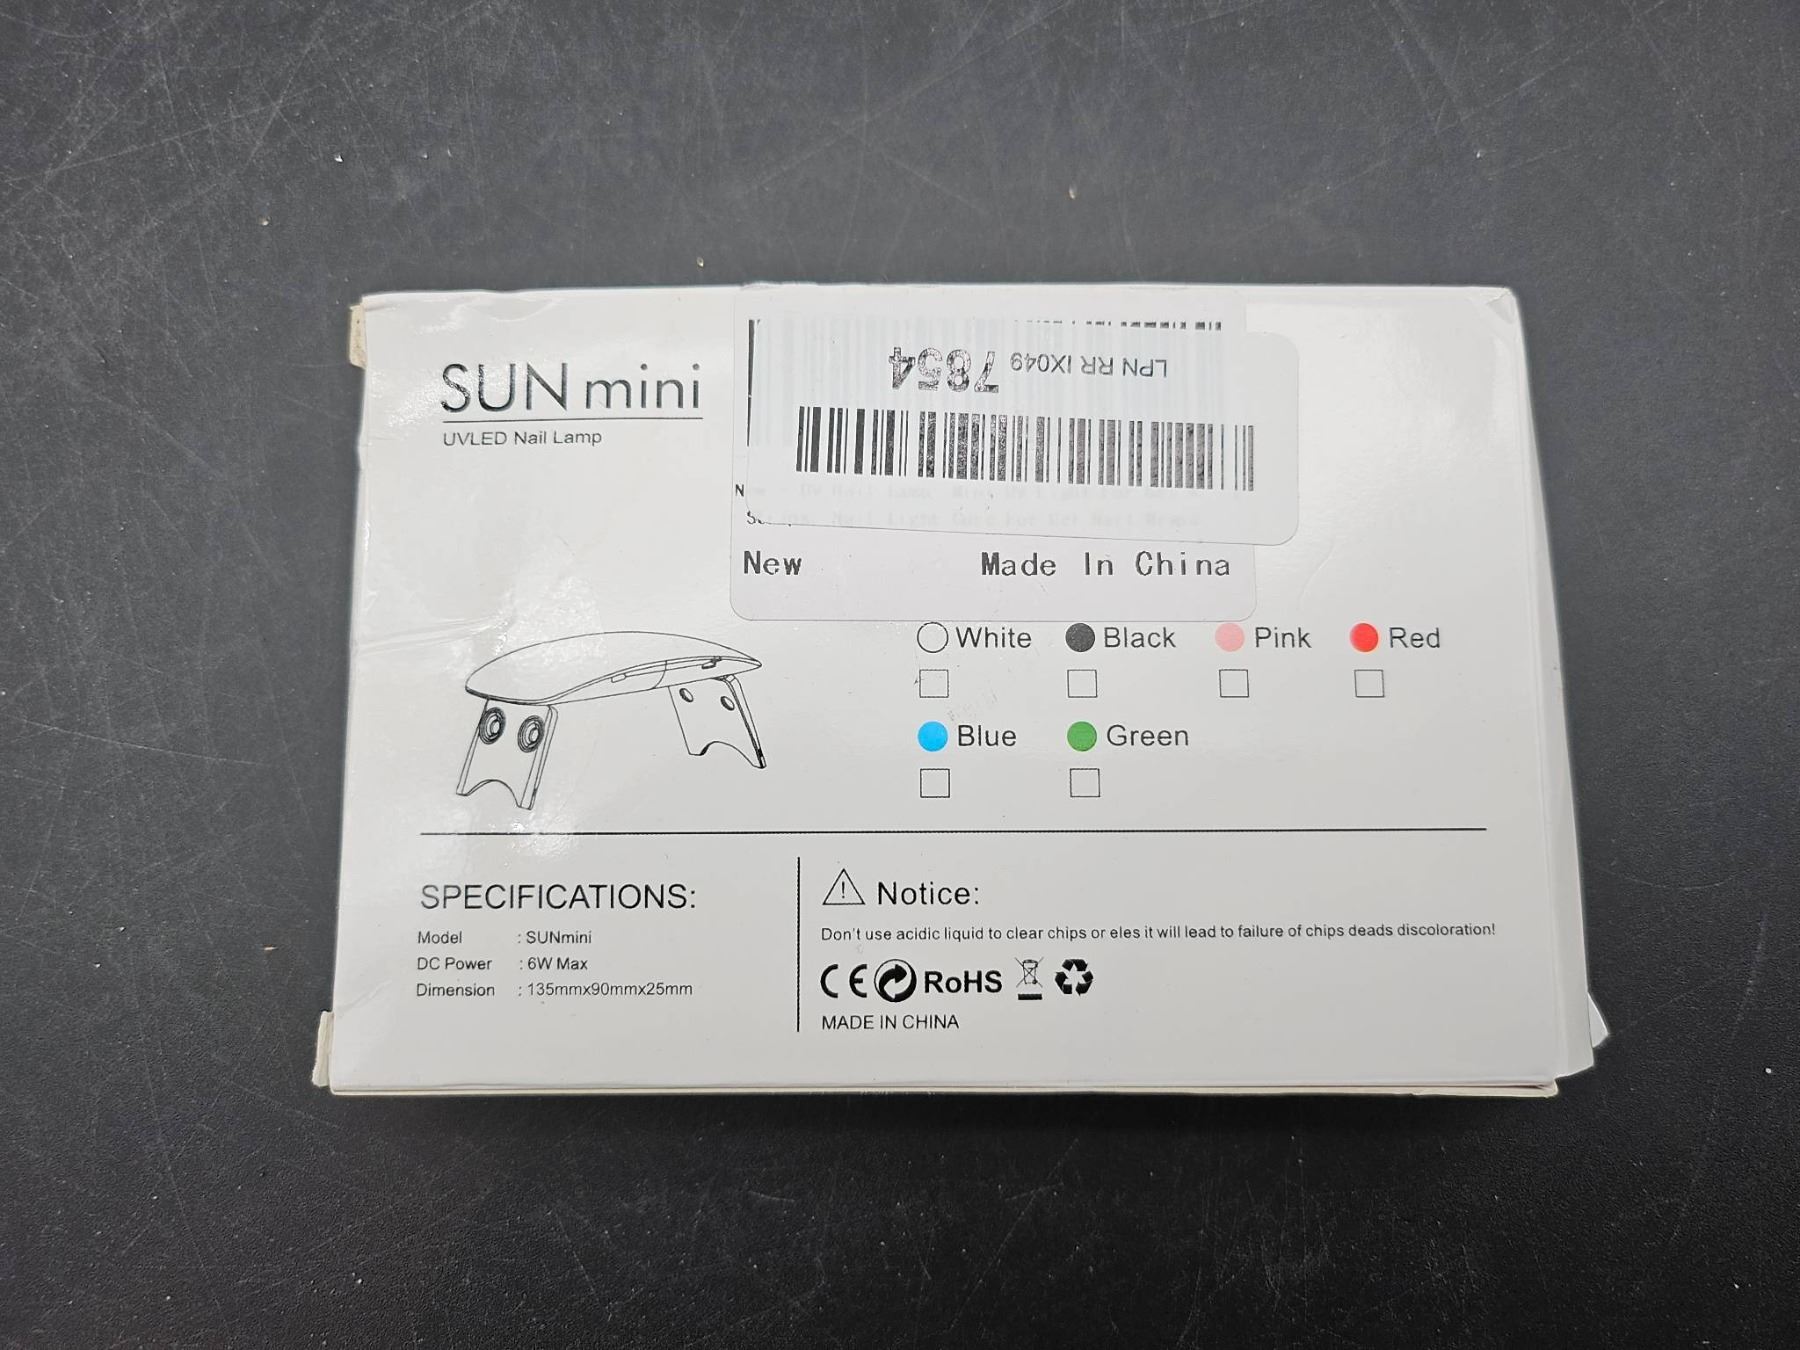 SUN mini
UVLED Nail Lamp
LPN RR IX049 7854
New
Made In China
White Black Pink Red
Blue Green
SPECIFICATIONS:
Model : SUNmini
DC Power : 6W Max
Dimension : 135mmx90mmx25mm
Notice:
Don't use acidic liquid to clear chips or eles it will lead to failure of chips deads discoloration!
CE RoHS
MADE IN CHINA